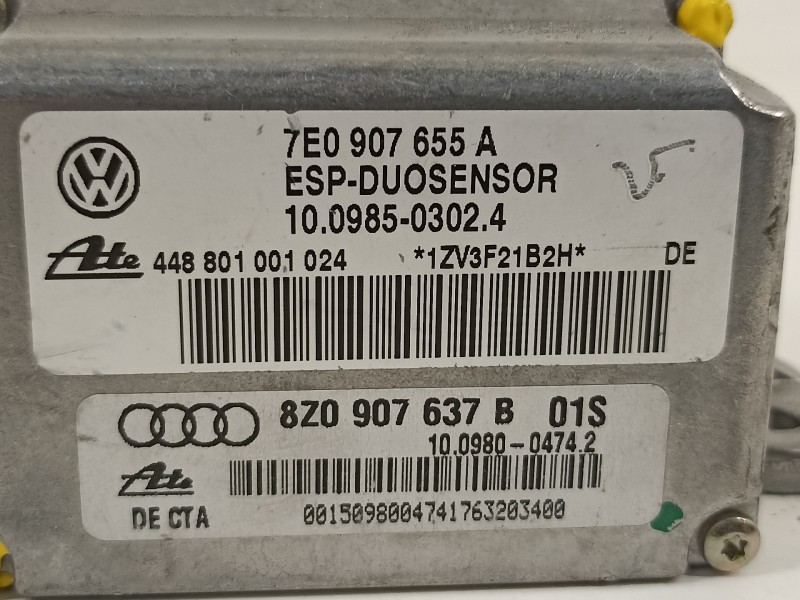 7E0 907 655 A
ESP-DUOSENSOR
10.0985-0302.4
Ate 448 801 001 024 *1ZV3F21B2H* DE
8Z0 907 637 B 01S
10.0980-0474.2
Ate
DE CTA 0015098004741763203400